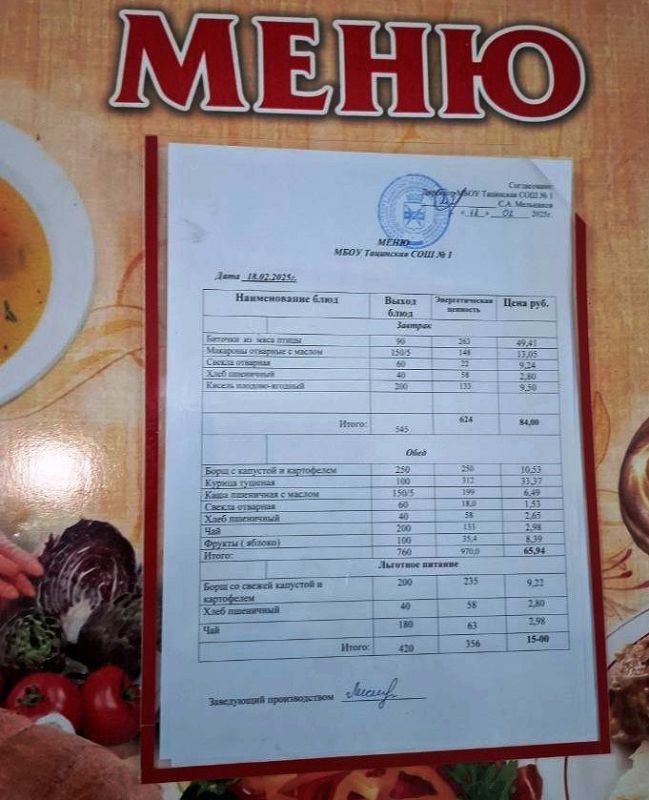 МЕНЮ
Согласовано
Директор МБОУ Тацинская СОШ № 1
С.А. Мельников
« 18 » 02 2025г.
МЕНЮ
МБОУ Тацинская СОШ № 1
Дата 18.02.2025г.
Наименование блюд Выход блюд Энергетическая ценность Цена руб.
Завтрак
Биточки из мяса птицы 90 263 49,41
Макароны отварные с маслом 150/5 148 13,05
Свекла отварная 60 22 9,24
Хлеб пшеничный 40 58 2,80
Кисель плодово-ягодный 200 133 9,50
Итого: 545 624 84,00
Обед
Борщ с капустой и картофелем 250 250 10,53
Курица тушеная 100 312 33,37
Каша пшеничная с маслом 150/5 199 6,49
Свекла отварная 60 18,0 1,53
Хлеб пшеничный 40 58 2,65
Чай 200 133 2,98
Фрукты ( яблоко) 100 35,4 8,39
Итого: 760 970,0 65,94
Льготное питание
Борщ со свежей капустой и картофелем 200 235 9,22
Хлеб пшеничный 40 58 2,80
Чай 180 63 2,98
Итого: 420 356 15-00
Заведующий производством